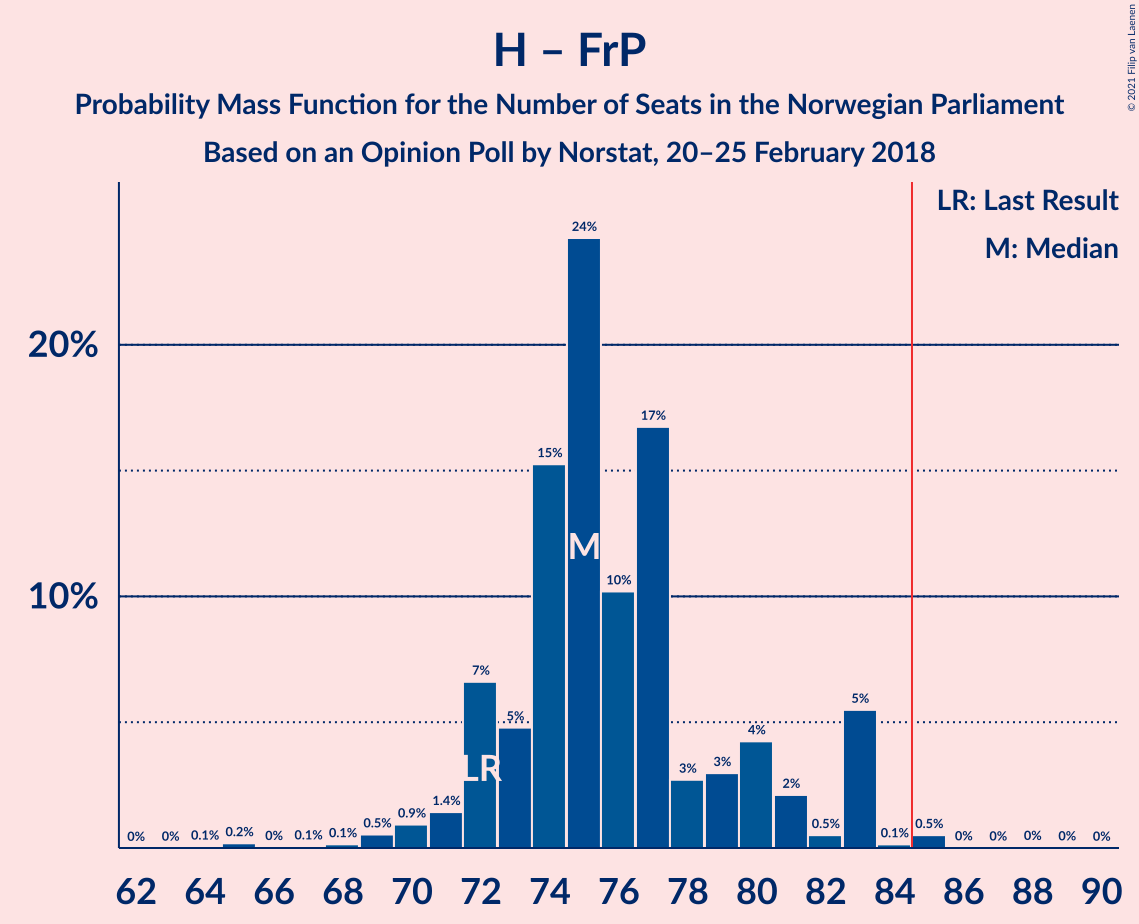 H – FrP
Probability Mass Function for the Number of Seats in the Norwegian Parliament
Based on an Opinion Poll by Norstat, 20–25 February 2018
© 2021 Filip van Laenen
LR: Last Result
M: Median
20%
10%
0% 0% 0.1% 0.2% 0% 0.1% 0.1% 0.5% 0.9% 1.4% 7% 5% 15% 24% 10% 17% 3% 3% 4% 2% 0.5% 5% 0.1% 0.5% 0% 0% 0% 0% 0%
M
LR
62 64 66 68 70 72 74 76 78 80 82 84 86 88 90